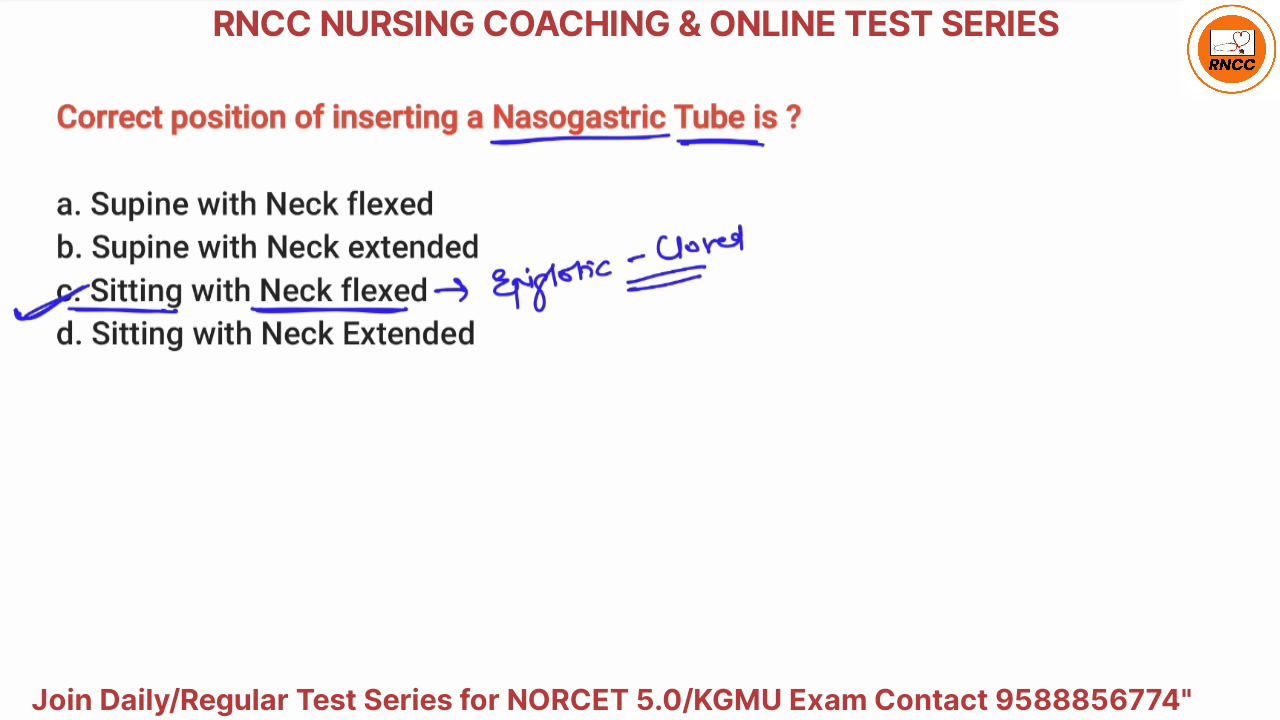 RNCC NURSING COACHING & ONLINE TEST SERIES
RNCC
Correct position of inserting a Nasogastric Tube is ?
a. Supine with Neck flexed
b. Supine with Neck extended
c. Sitting with Neck flexed → Epiglotic - Closed
d. Sitting with Neck Extended
Join Daily/Regular Test Series for NORCET 5.0/KGMU Exam Contact 9588856774"